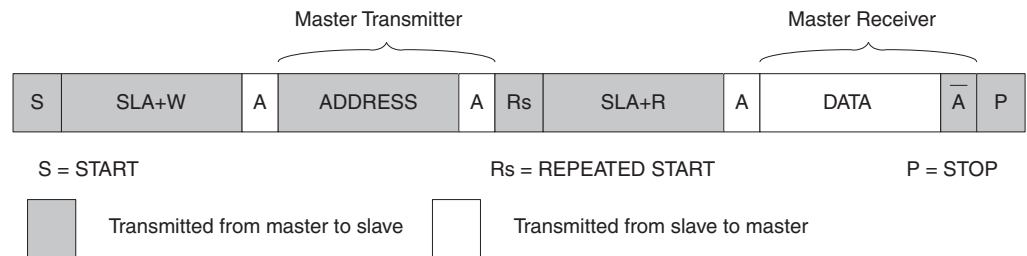 Master Transmitter Master Receiver
S SLA+W A ADDRESS A Rs SLA+R A DATA A̅ P
S = START Rs = REPEATED START P = STOP
Transmitted from master to slave Transmitted from slave to master